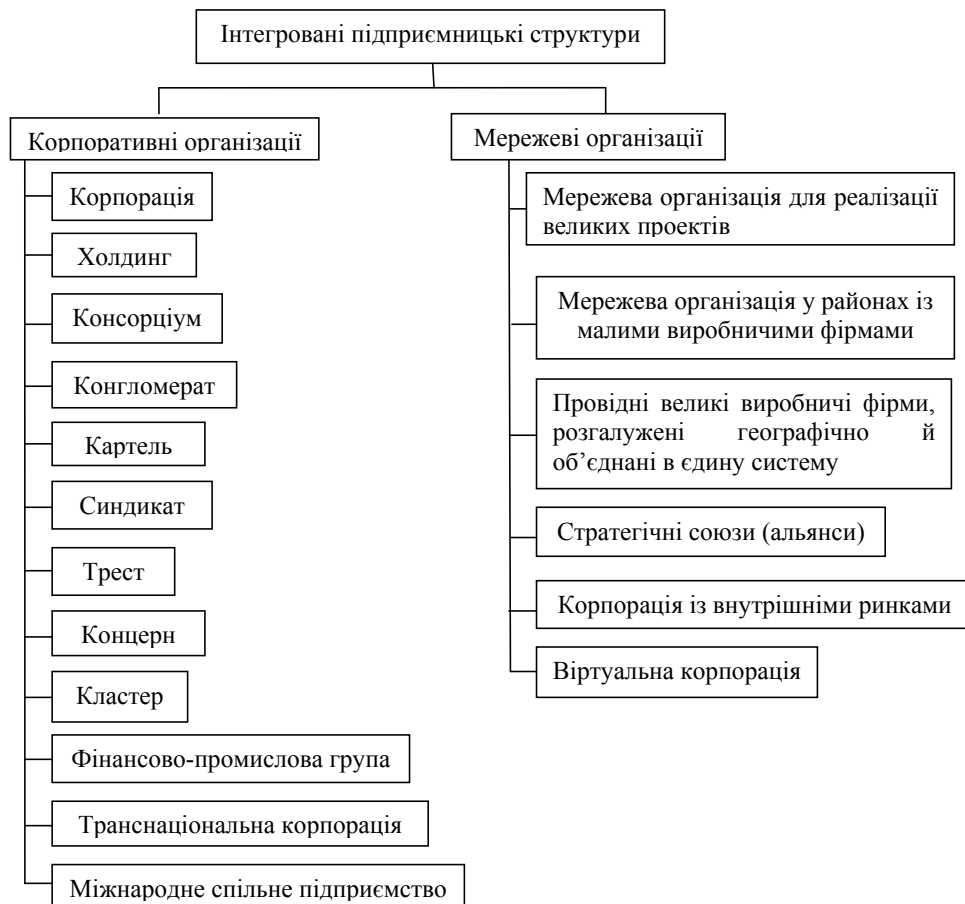 Інтегровані підприємницькі структури
Корпоративні організації
Корпорація
Холдинг
Консорціум
Конгломерат
Картель
Синдикат
Трест
Концерн
Кластер
Фінансово-промислова група
Транснаціональна корпорація
Міжнародне спільне підприємство
Мережеві організації
Мережева організація для реалізації
великих проектів
Мережева організація у районах із
малими виробничими фірмами
Провідні великі виробничі фірми,
розгалужені географічно й
об’єднані в єдину систему
Стратегічні союзи (альянси)
Корпорація із внутрішніми ринками
Віртуальна корпорація